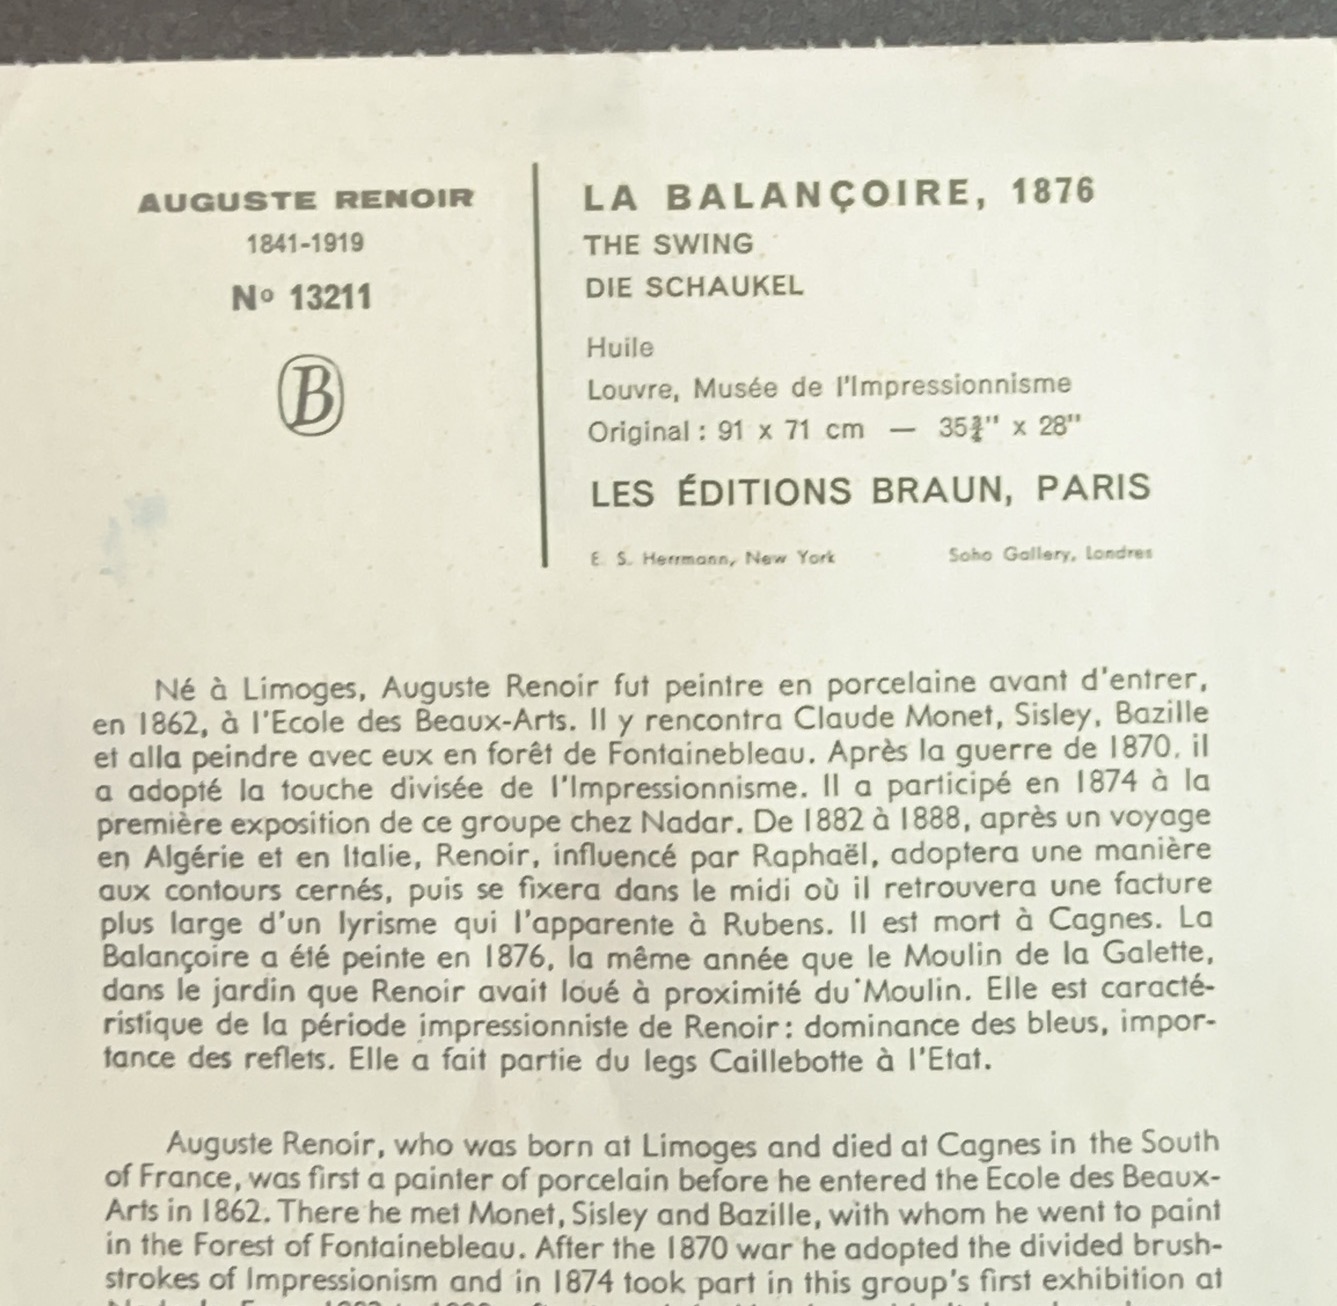 AUGUSTE RENOIR
1841-1919
Nº 13211
B
LA BALANÇOIRE, 1876
THE SWING
DIE SCHAUKEL
Huile
Louvre, Musée de l'Impressionnisme
Original : 91 x 71 cm — 35¾" x 28"
LES ÉDITIONS BRAUN, PARIS
E. S. Herrmann, New York Soho Gallery, Londres
Né à Limoges, Auguste Renoir fut peintre en porcelaine avant d'entrer,
en 1862, à l'Ecole des Beaux-Arts. Il y rencontra Claude Monet, Sisley, Bazille
et alla peindre avec eux en forêt de Fontainebleau. Après la guerre de 1870, il
a adopté la touche divisée de l'Impressionnisme. Il a participé en 1874 à la
première exposition de ce groupe chez Nadar. De 1882 à 1888, après un voyage
en Algérie et en Italie, Renoir, influencé par Raphaël, adoptera une manière
aux contours cernés, puis se fixera dans le midi où il retrouvera une facture
plus large d'un lyrisme qui l'apparente à Rubens. Il est mort à Cagnes. La
Balançoire a été peinte en 1876, la même année que le Moulin de la Galette,
dans le jardin que Renoir avait loué à proximité du Moulin. Elle est caracté-
ristique de la période impressionniste de Renoir : dominance des bleus, impor-
tance des reflets. Elle a fait partie du legs Caillebotte à l'Etat.
Auguste Renoir, who was born at Limoges and died at Cagnes in the South
of France, was first a painter of porcelain before he entered the Ecole des Beaux-
Arts in 1862. There he met Monet, Sisley and Bazille, with whom he went to paint
in the Forest of Fontainebleau. After the 1870 war he adopted the divided brush-
strokes of Impressionism and in 1874 took part in this group's first exhibition at